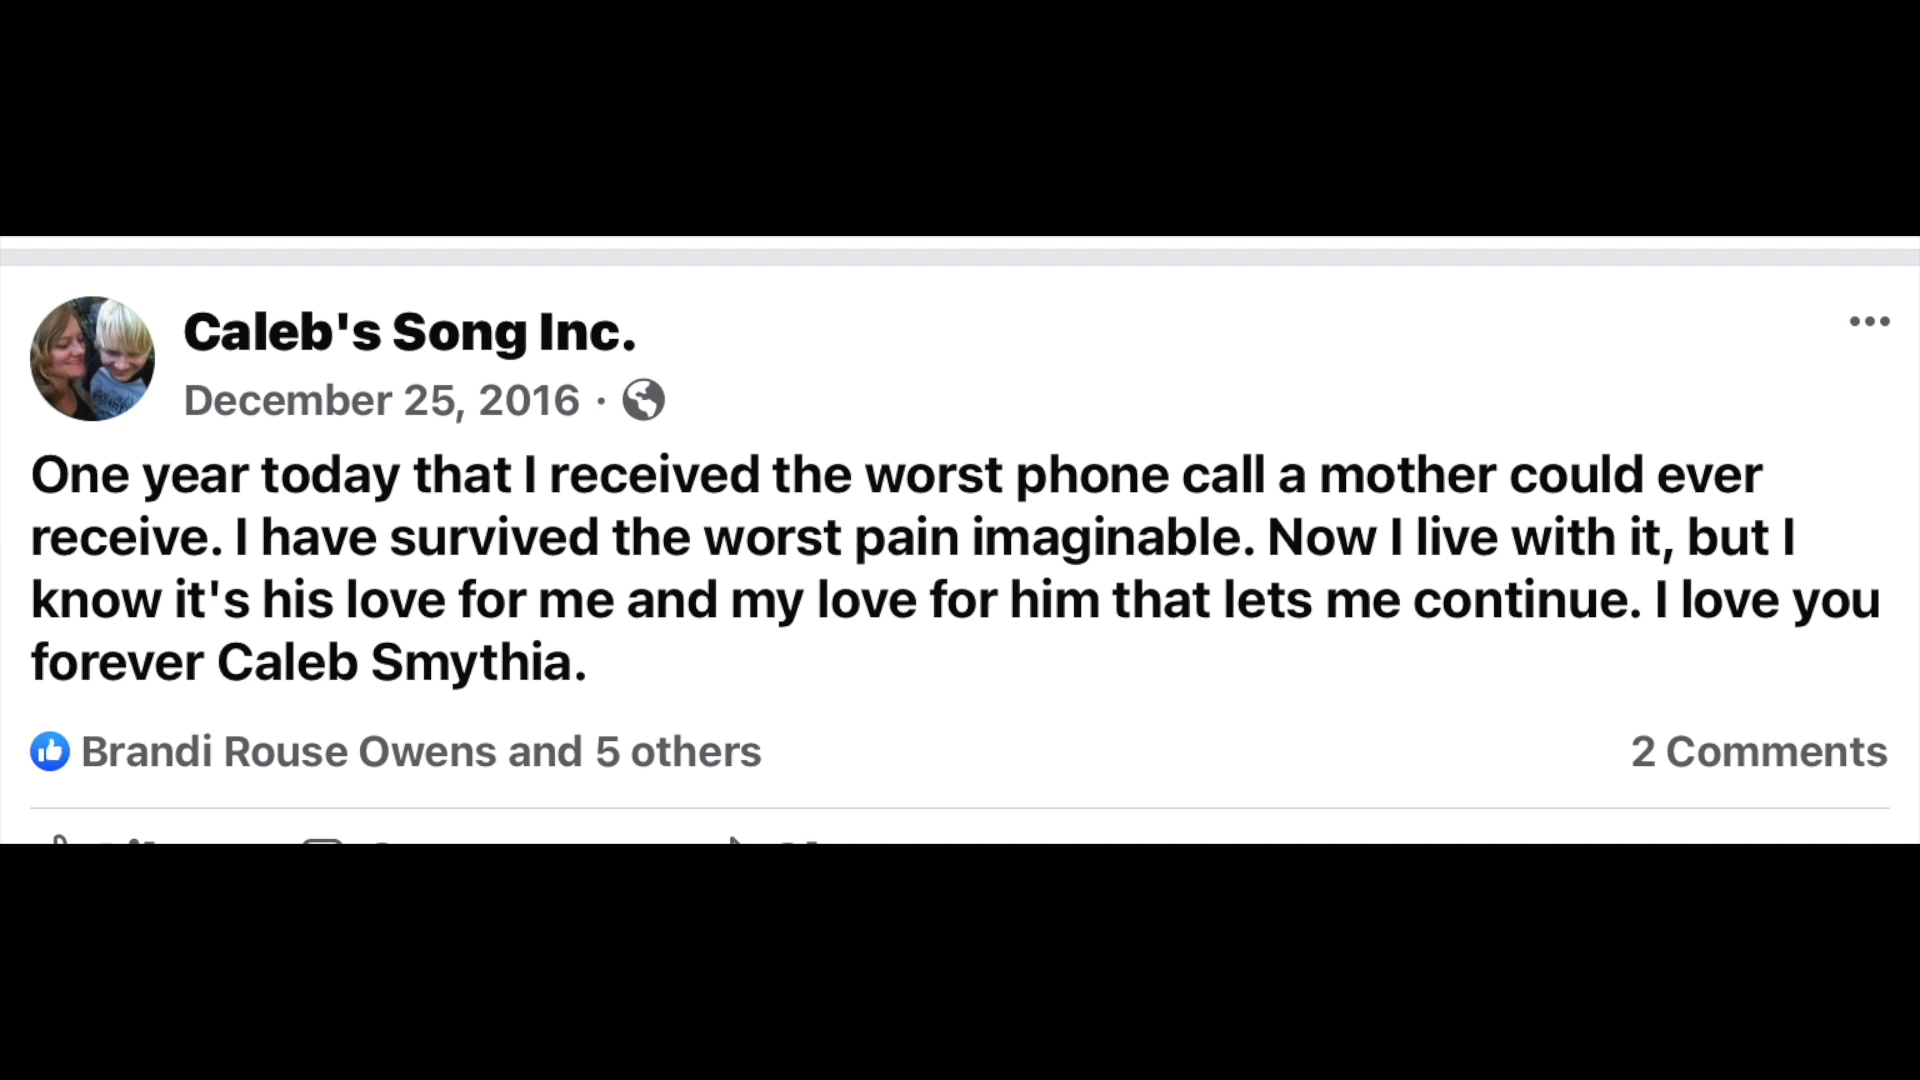 Caleb's Song Inc.
December 25, 2016 ·
One year today that I received the worst phone call a mother could ever
receive. I have survived the worst pain imaginable. Now I live with it, but I
know it's his love for me and my love for him that lets me continue. I love you
forever Caleb Smythia.
Brandi Rouse Owens and 5 others
2 Comments